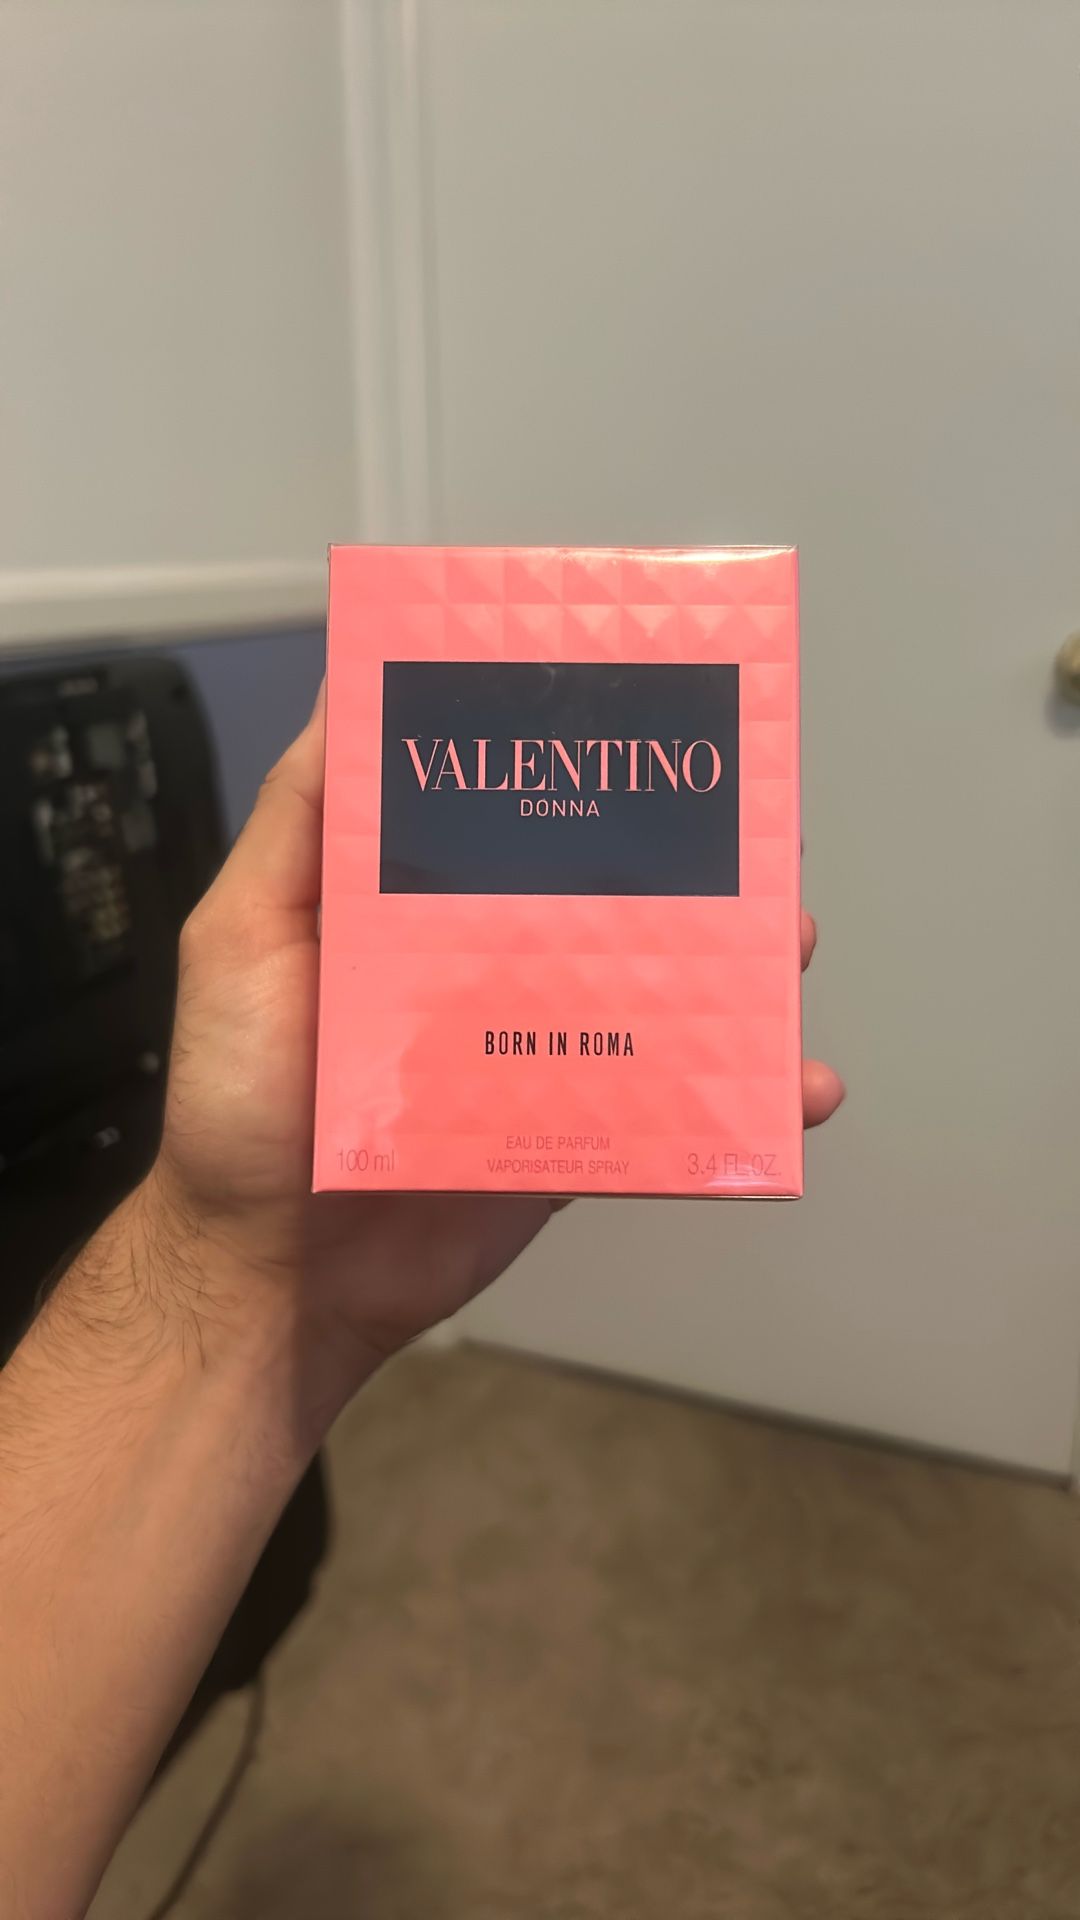 VALENTINO
DONNA
BORN IN ROMA
EAU DE PARFUM
100 ml VAPORISATEUR SPRAY 3.4 FL.OZ.